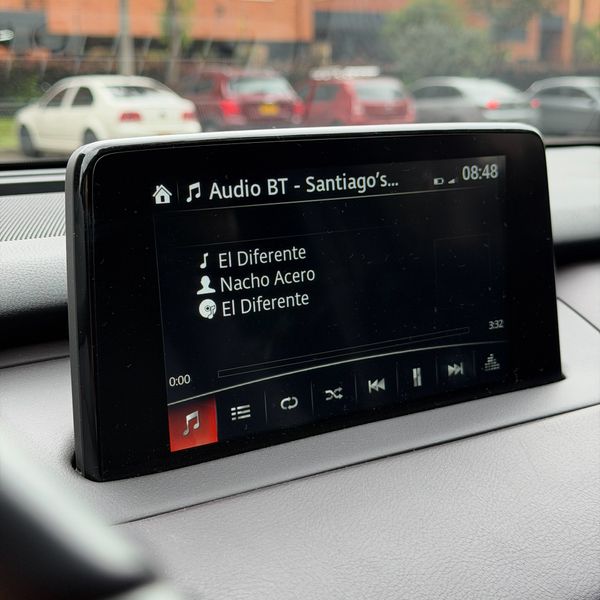 Audio BT - Santiago's...
08:48
El Diferente
Nacho Acero
El Diferente
0:00
3:32